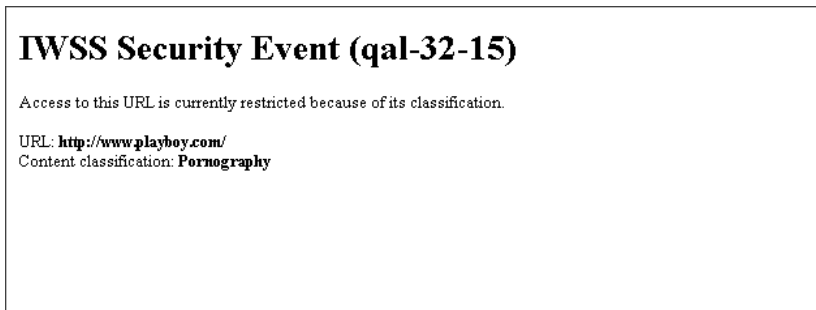 IWSS Security Event (qal-32-15)
Access to this URL is currently restricted because of its classification.
URL: http://www.playboy.com/
Content classification: Pornography